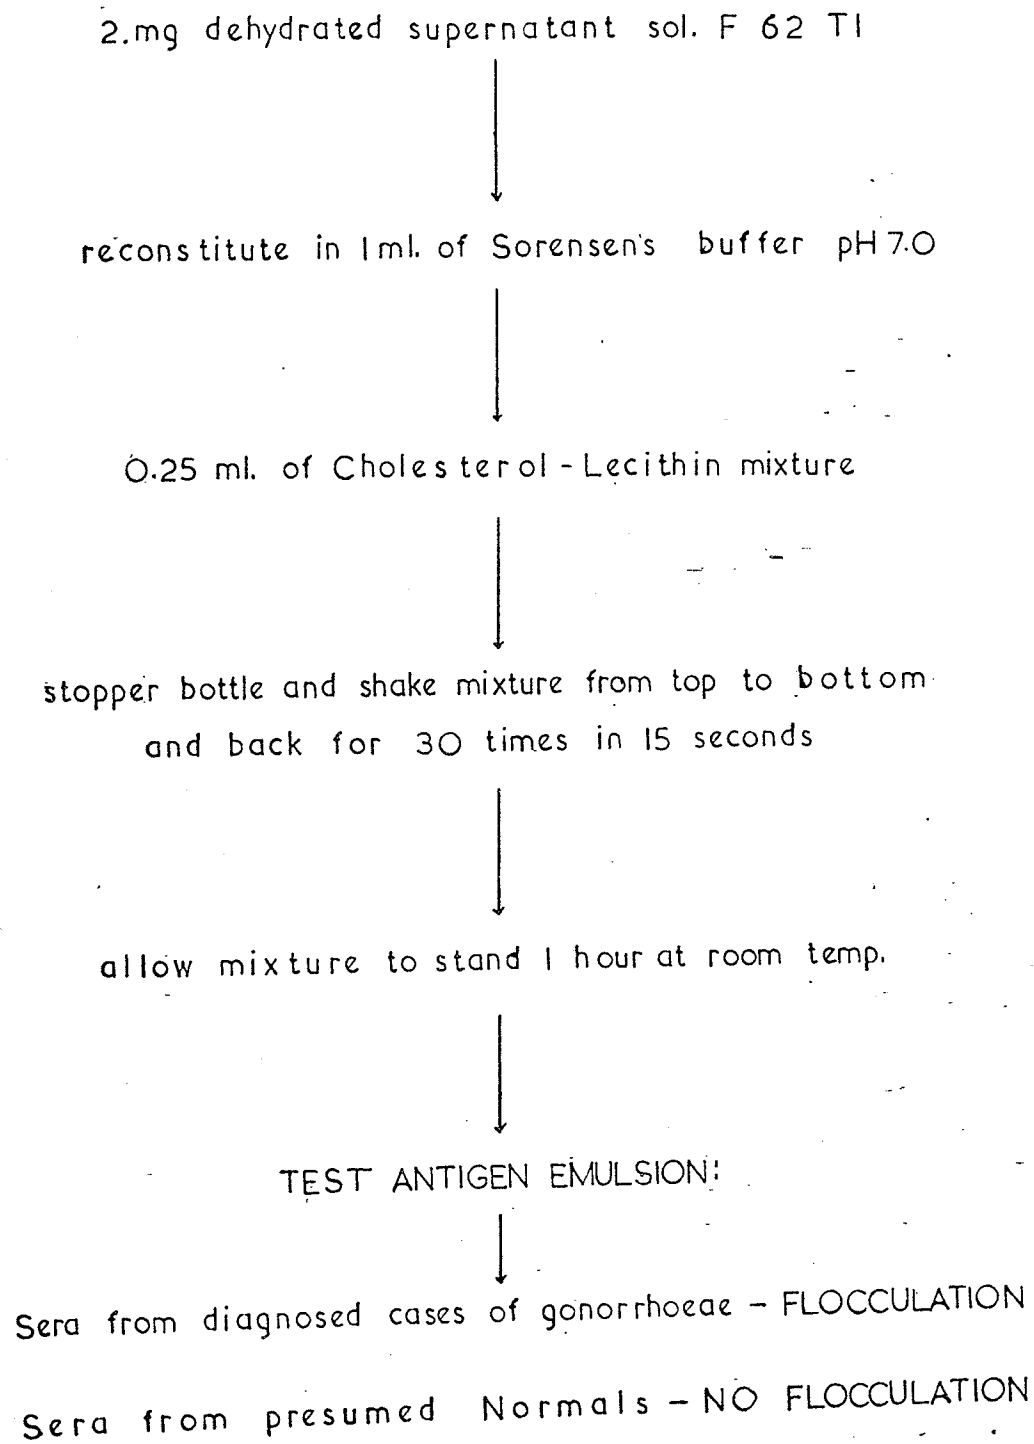 2.mg dehydrated supernatant sol. F 62 T1
reconstitute in 1ml. of Sorensen's buffer pH 7.0
0.25 ml. of Cholesterol - Lecithin mixture
stopper bottle and shake mixture from top to bottom
and back for 30 times in 15 seconds
allow mixture to stand 1 hour at room temp.
TEST ANTIGEN EMULSION:
Sera from diagnosed cases of gonorrhoeae - FLOCCULATION
Sera from presumed Normals - NO FLOCCULATION